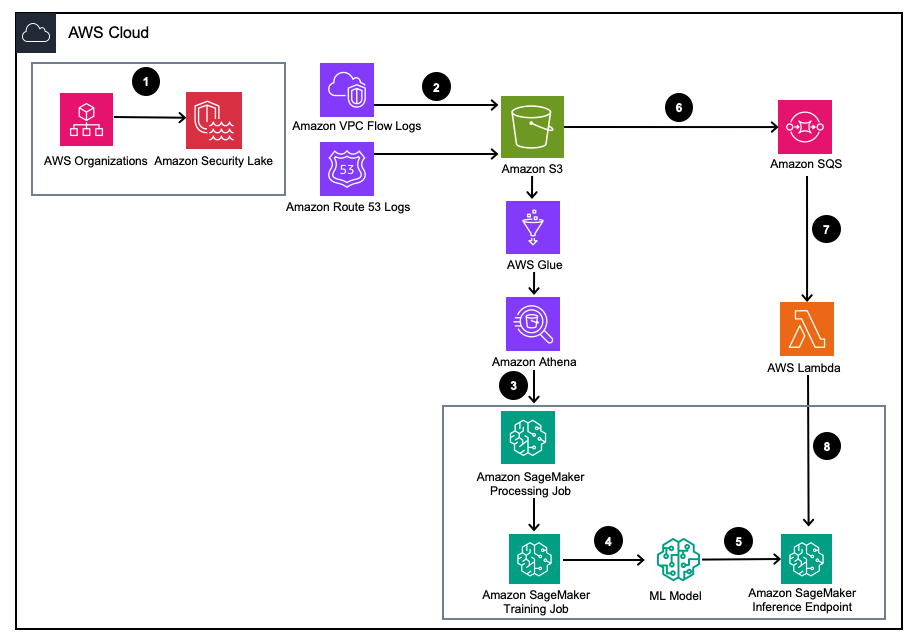 AWS Cloud
1
AWS Organizations
Amazon Security Lake
Amazon VPC Flow Logs
2
53
Amazon Route 53 Logs
Amazon S3
6
Amazon SQS
7
AWS Glue
Amazon Athena
3
AWS Lambda
8
Amazon SageMaker
Processing Job
4
5
Amazon SageMaker
Training Job
ML Model
Amazon SageMaker
Inference Endpoint